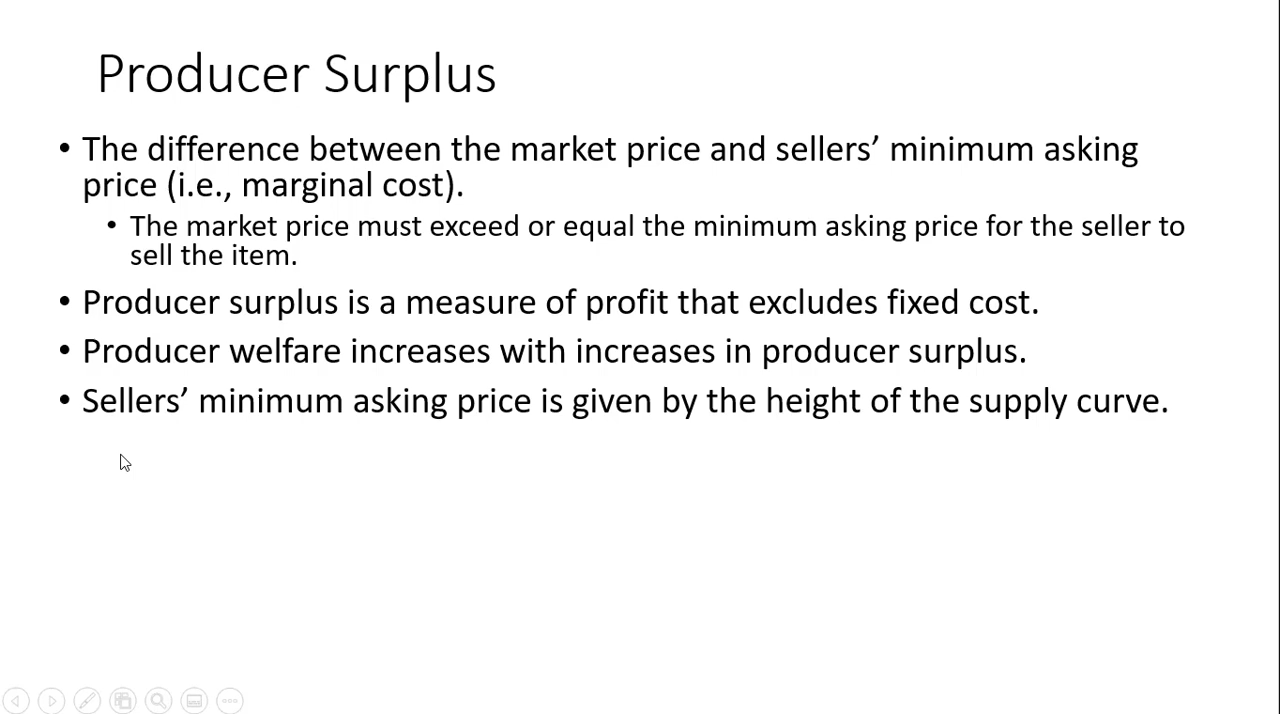 Producer Surplus
• The difference between the market price and sellers’ minimum asking
price (i.e., marginal cost).
• The market price must exceed or equal the minimum asking price for the seller to
sell the item.
• Producer surplus is a measure of profit that excludes fixed cost.
• Producer welfare increases with increases in producer surplus.
• Sellers’ minimum asking price is given by the height of the supply curve.